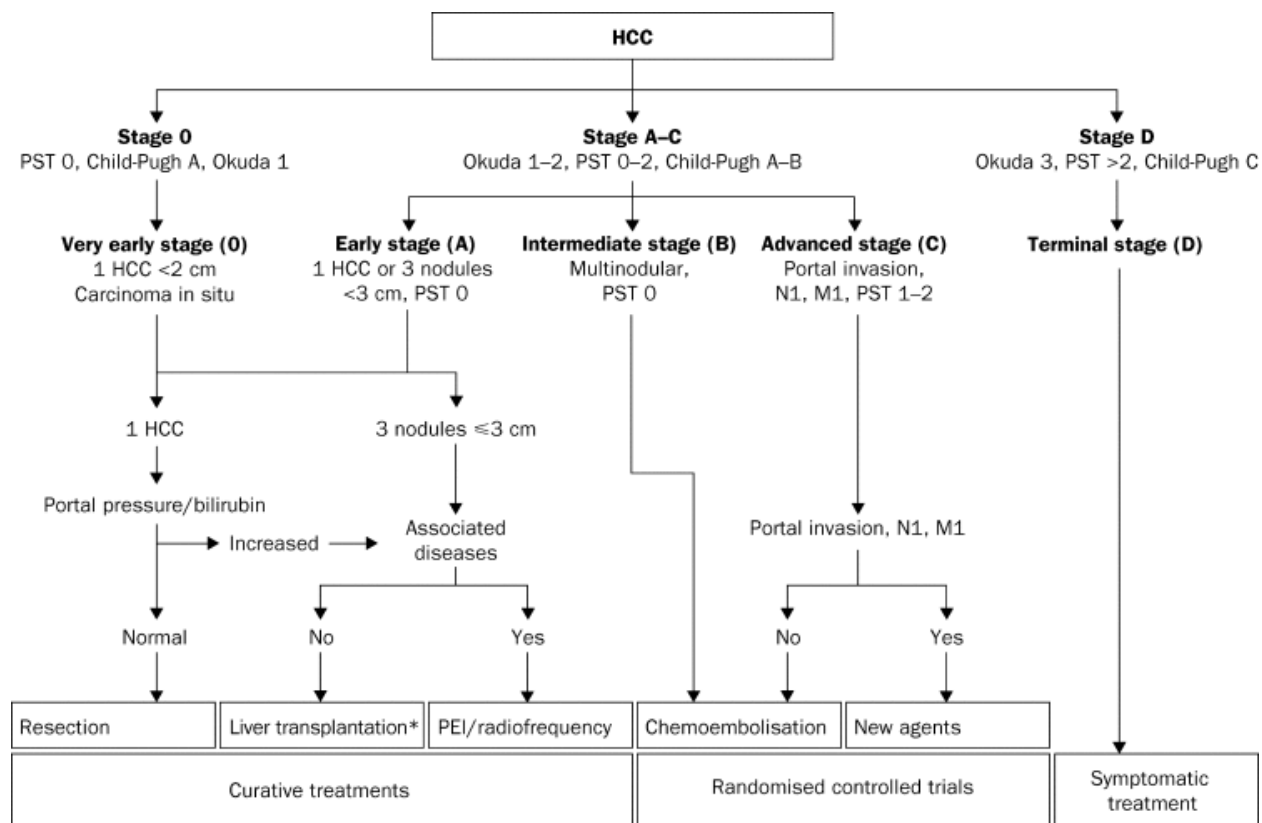 HCC
Stage 0
PST 0, Child-Pugh A, Okuda 1
Stage A–C
Okuda 1–2, PST 0–2, Child-Pugh A–B
Stage D
Okuda 3, PST >2, Child-Pugh C
Very early stage (0)
1 HCC <2 cm
Carcinoma in situ
Early stage (A)
1 HCC or 3 nodules
<3 cm, PST 0
Intermediate stage (B)
Multinodular,
PST 0
Advanced stage (C)
Portal invasion,
N1, M1, PST 1–2
Terminal stage (D)
1 HCC
3 nodules ⩽3 cm
Portal pressure/bilirubin
Increased
Associated
diseases
Portal invasion, N1, M1
Normal
No
Yes
No
Yes
Resection
Liver transplantation*
PEI/radiofrequency
Chemoembolisation
New agents
Curative treatments
Randomised controlled trials
Symptomatic
treatment